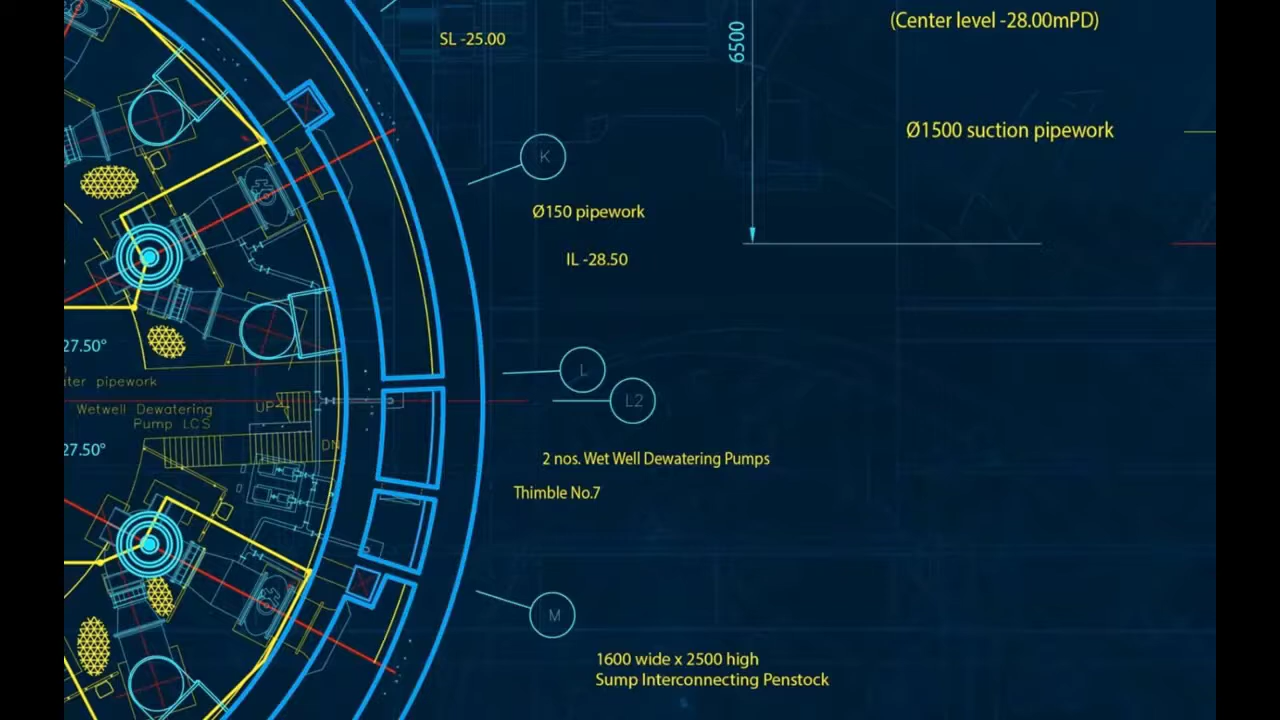 (Center level -28.00mPD)
SL -25.00
6500
Ø1500 suction pipework
K
Ø150 pipework
IL -28.50
27.50°
pipework
L
L2
Wetwell Dewatering
Pump LCS
UP
DN
27.50°
2 nos. Wet Well Dewatering Pumps
Thimble No.7
M
1600 wide x 2500 high
Sump Interconnecting Penstock